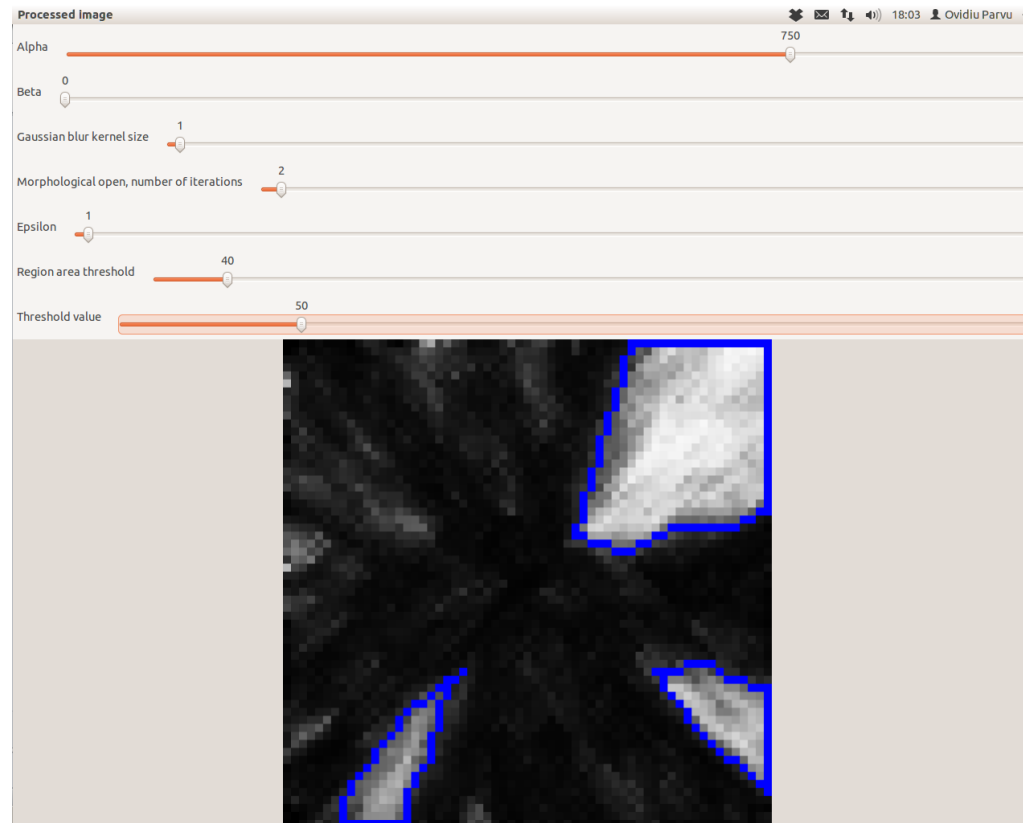 Processed image 18:03 Ovidiu Parvu
750
Alpha
0
Beta
1
Gaussian blur kernel size
2
Morphological open, number of iterations
1
Epsilon
40
Region area threshold
50
Threshold value